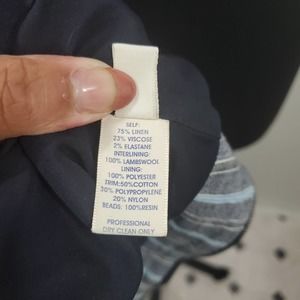 SELF:
75% LINEN
23% VISCOSE
2% ELASTANE
INTERLINING:
100% LAMBSWOOL
LINING:
100% POLYESTER
TRIM:50%COTTON
30% POLYPROPYLENE
20% NYLON
BEADS: 100%RESIN
PROFESSIONAL
DRY CLEAN ONLY